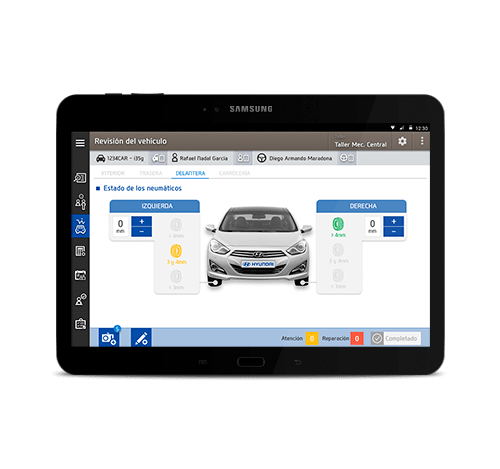 SAMSUNG
12:30
Revisión del vehículo
Taller Mec. Central
1234CAR - i35g
Rafael Nadal García
Diego Armando Maradona
INTERIOR
TRASERA
DELANTERA
CARROCERÍA
Estado de los neumáticos
IZQUIERDA
DERECHA
0
mm
+
-
> 4mm
3 y 4mm
< 3mm
HYUNDAI
0
mm
+
-
> 4mm
3 y 4mm
< 3mm
5
Atención 0 Reparación 0 Completado